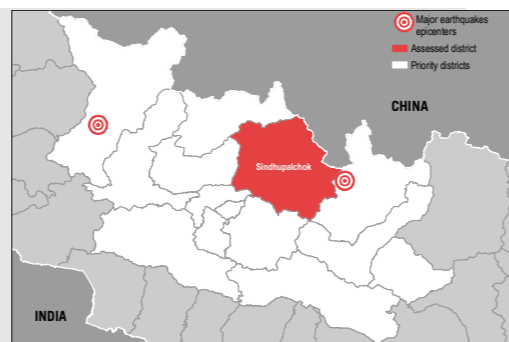 Major earthquakes
epicenters
Assessed district
Priority districts
CHINA
Sindhupalchok
INDIA